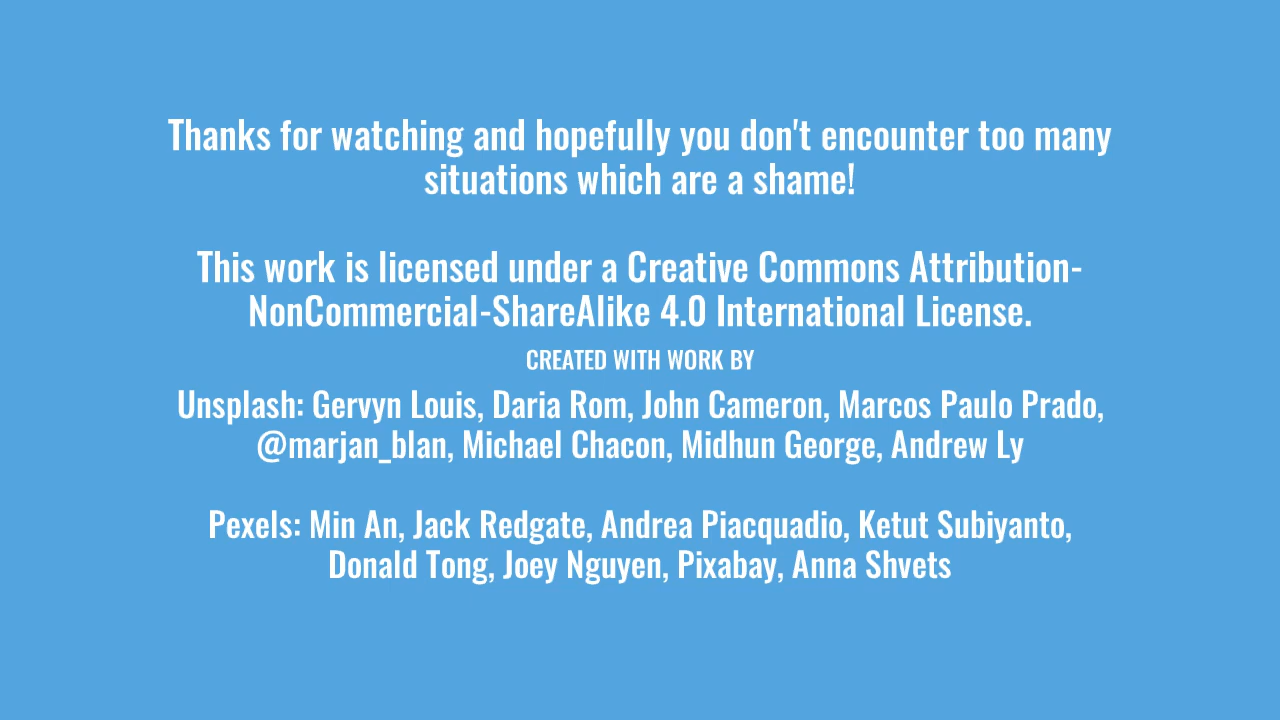 Thanks for watching and hopefully you don't encounter too many
situations which are a shame!
This work is licensed under a Creative Commons Attribution-
NonCommercial-ShareAlike 4.0 International License.
CREATED WITH WORK BY
Unsplash: Gervyn Louis, Daria Rom, John Cameron, Marcos Paulo Prado,
@marjan_blan, Michael Chacon, Midhun George, Andrew Ly
Pexels: Min An, Jack Redgate, Andrea Piacquadio, Ketut Subiyanto,
Donald Tong, Joey Nguyen, Pixabay, Anna Shvets